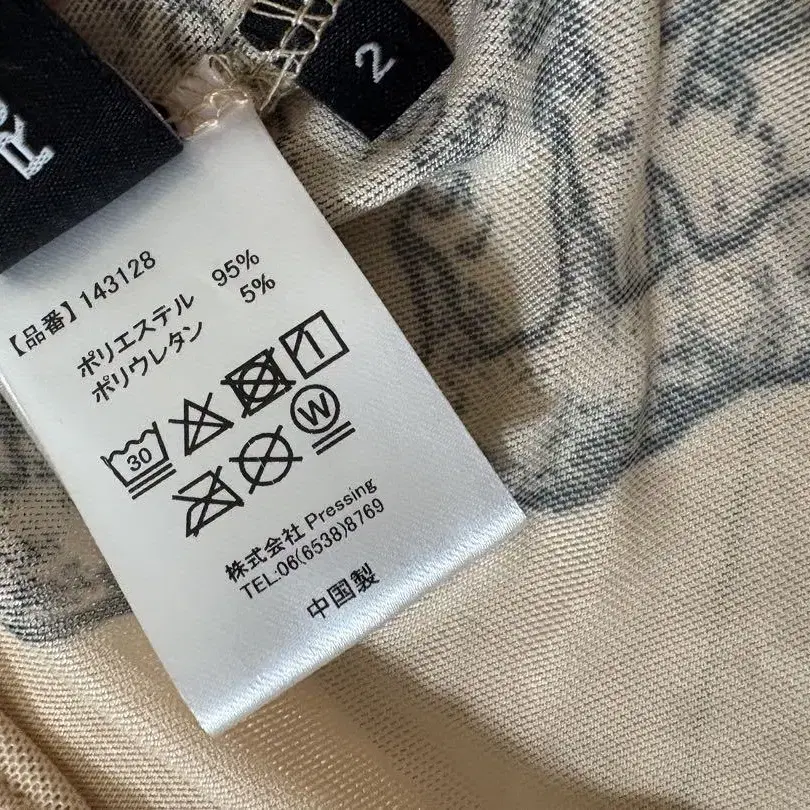 2
【品番】143128
ポリエステル 95%
ポリウレタン 5%
30
W
株式会社 Pressing
TEL:06(6538)8769
中国製